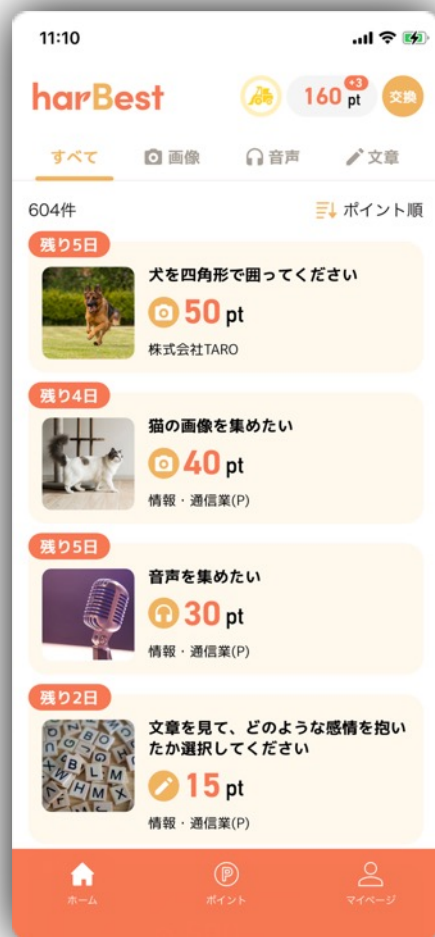 11:10
harBest
160 pt
+3
交換
すべて
画像
音声
文章
604件
ポイント順
残り5日
犬を四角形で囲ってください
50 pt
株式会社TARO
残り4日
猫の画像を集めたい
40 pt
情報・通信業(P)
残り5日
音声を集めたい
30 pt
情報・通信業(P)
残り2日
文章を見て、どのような感情を抱い
たか選択してください
15 pt
情報・通信業(P)
ホーム
ポイント
マイページ